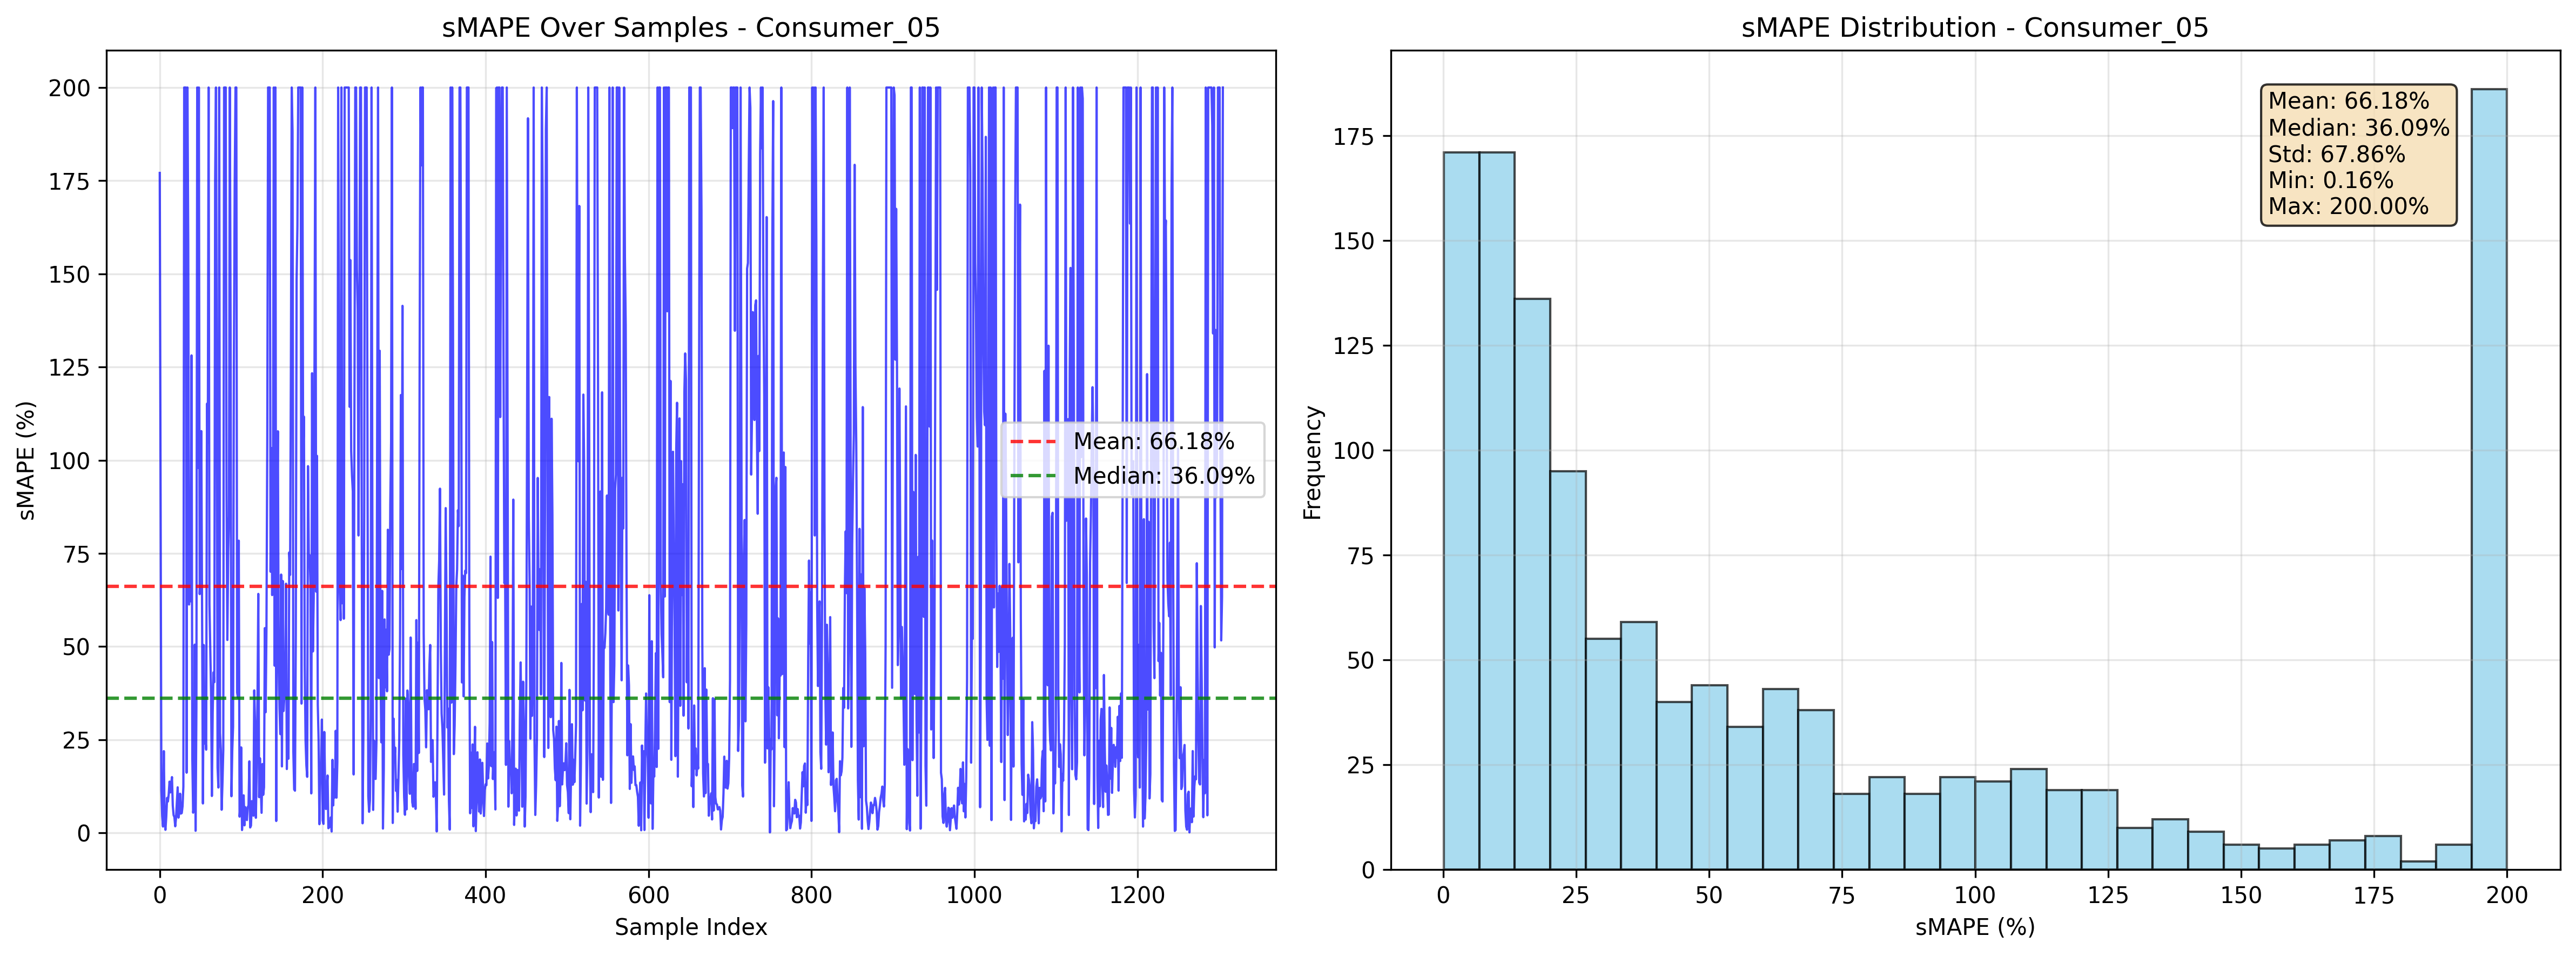 sMAPE Over Samples - Consumer_05
sMAPE (%)
200
175
150
125
100
75
50
25
0
Mean: 66.18%
Median: 36.09%
0 200 400 600 800 1000 1200
Sample Index
sMAPE Distribution - Consumer_05
Frequency
175
150
125
100
75
50
25
0
Mean: 66.18%
Median: 36.09%
Std: 67.86%
Min: 0.16%
Max: 200.00%
0 25 50 75 100 125 150 175 200
sMAPE (%)